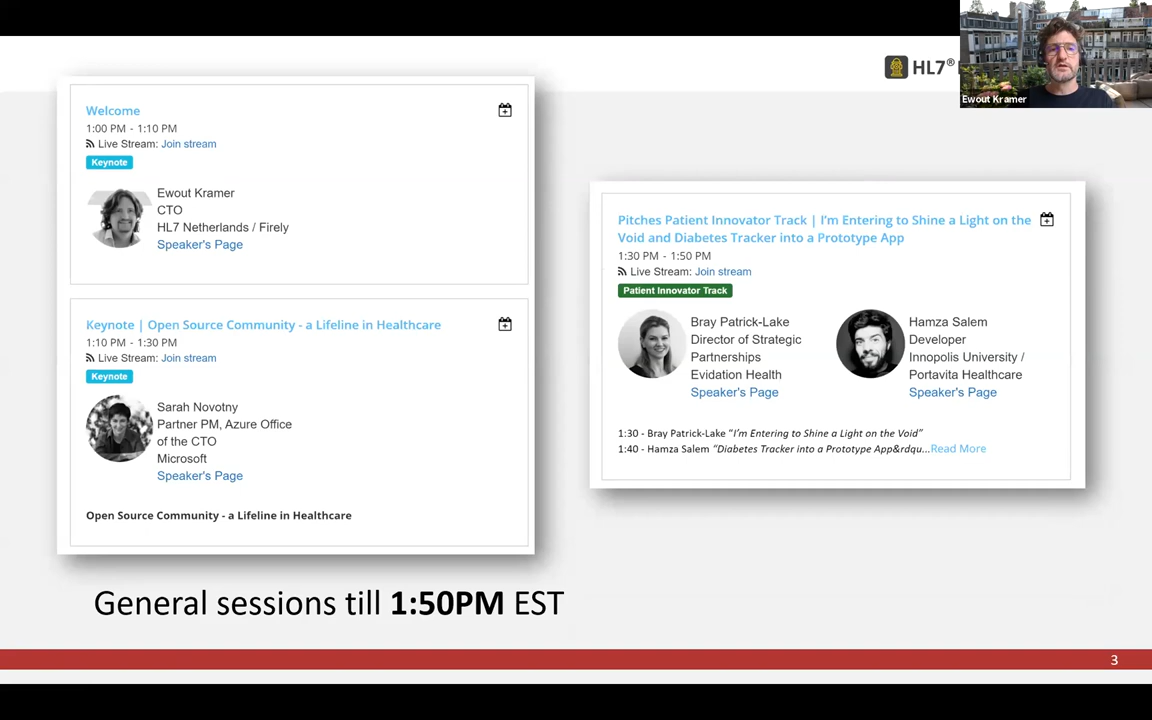 HL7®
Ewout Kramer
Welcome
1:00 PM - 1:10 PM
Live Stream: Join stream
Keynote
Ewout Kramer
CTO
HL7 Netherlands / Firely
Speaker's Page
Keynote | Open Source Community - a Lifeline in Healthcare
1:10 PM - 1:30 PM
Live Stream: Join stream
Keynote
Sarah Novotny
Partner PM, Azure Office
of the CTO
Microsoft
Speaker's Page
Open Source Community - a Lifeline in Healthcare
Pitches Patient Innovator Track | I'm Entering to Shine a Light on the
Void and Diabetes Tracker into a Prototype App
1:30 PM - 1:50 PM
Live Stream: Join stream
Patient Innovator Track
Bray Patrick-Lake
Director of Strategic
Partnerships
Evidation Health
Speaker's Page
Hamza Salem
Developer
Innopolis University /
Portavita Healthcare
Speaker's Page
1:30 - Bray Patrick-Lake "I'm Entering to Shine a Light on the Void"
1:40 - Hamza Salem "Diabetes Tracker into a Prototype App&rdqu...Read More
General sessions till 1:50PM EST
3